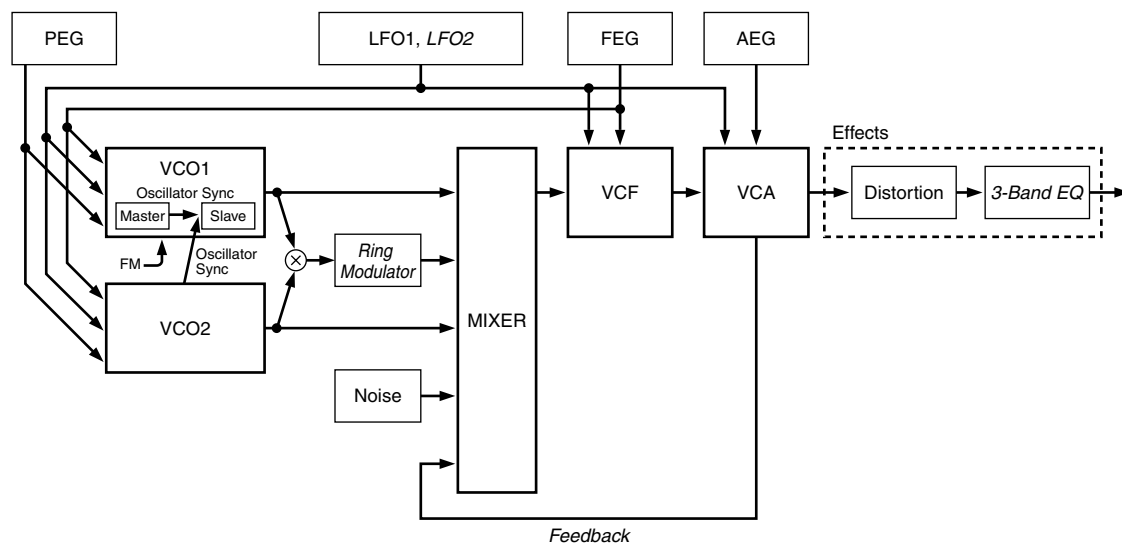 PEG
LFO1, LFO2
FEG
AEG
Effects
VCO1
Oscillator Sync
Master
Slave
FM
Oscillator
Sync
VCO2
×
Ring
Modulator
Noise
MIXER
VCF
VCA
Distortion
3-Band EQ
Feedback